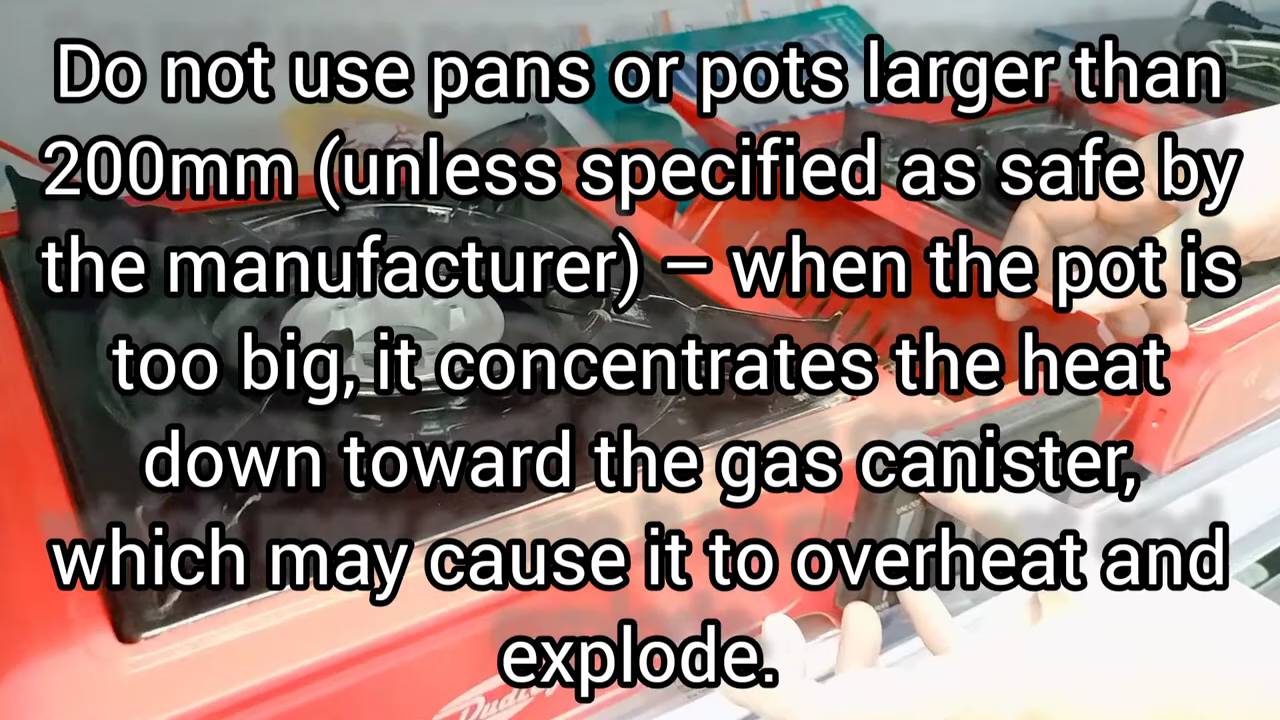 Do not use pans or pots larger than
200mm (unless specified as safe by
the manufacturer) – when the pot is
too big, it concentrates the heat
down toward the gas canister,
which may cause it to overheat and
explode.